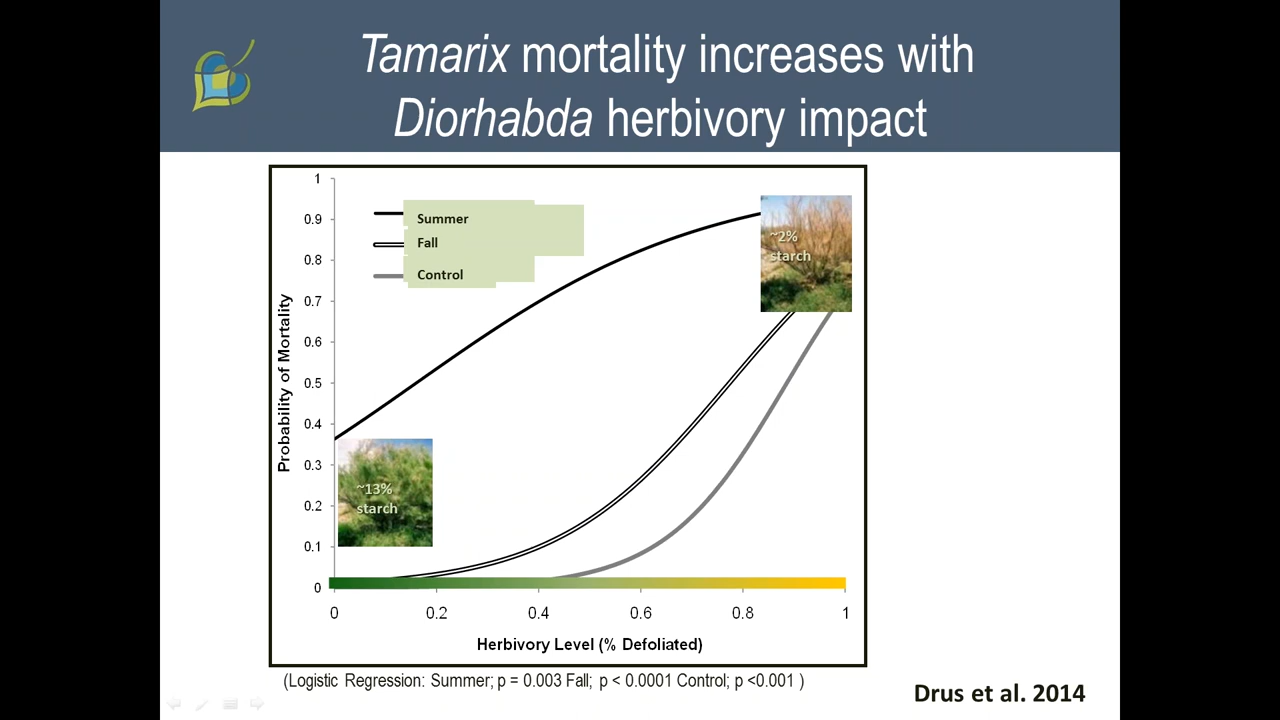 Tamarix mortality increases with
Diorhabda herbivory impact
1
0.9
0.8
0.7
0.6
0.5
0.4
0.3
0.2
0.1
0
Probability of Mortality
Summer
Fall
Control
~2%
starch
~13%
starch
0 0.2 0.4 0.6 0.8 1
Herbivory Level (% Defoliated)
(Logistic Regression: Summer; p = 0.003 Fall; p < 0.0001 Control; p <0.001 )
Drus et al. 2014